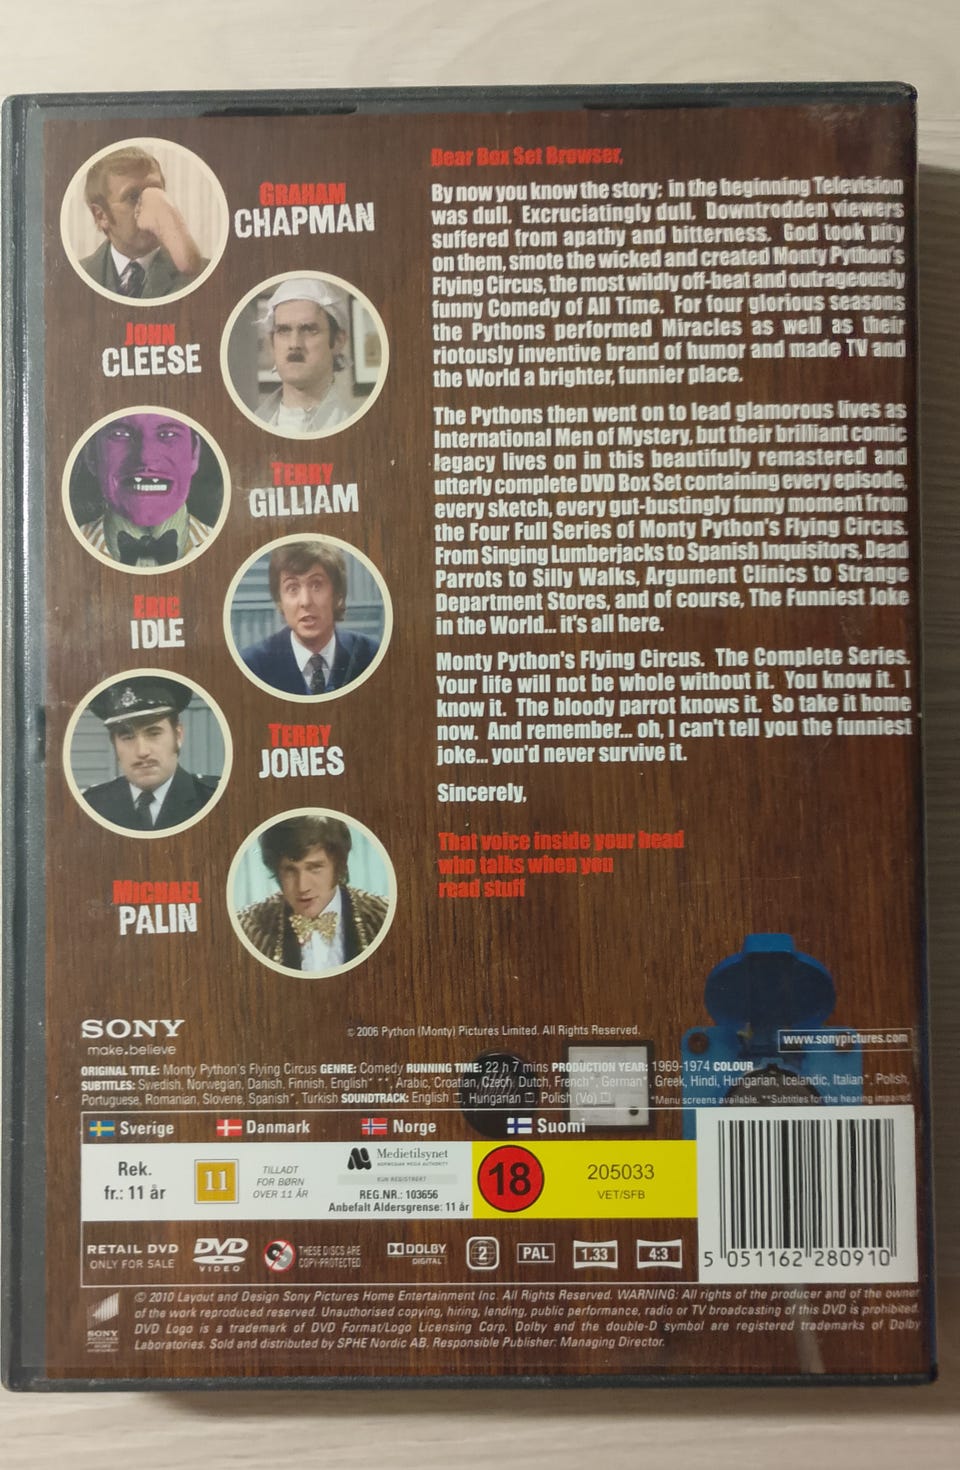 GRAHAM
CHAPMAN
JOHN
CLEESE
TERRY
GILLIAM
ERIC
IDLE
TERRY
JONES
MICHAEL
PALIN
Dear Box Set Browser,
By now you know the story; in the beginning Television
was dull. Excruciatingly dull. Downtrodden viewers
suffered from apathy and bitterness. God took pity
on them, smote the wicked and created Monty Python's
Flying Circus, the most wildly off-beat and outrageously
funny Comedy of All Time. For four glorious seasons
the Pythons performed Miracles as well as their
riotously inventive brand of humor and made TV and
the World a brighter, funnier place.
The Pythons then went on to lead glamorous lives as
International Men of Mystery, but their brilliant comic
legacy lives on in this beautifully remastered and
utterly complete DVD Box Set containing every episode,
every sketch, every gut-bustingly funny moment from
the Four Full Series of Monty Python's Flying Circus.
From Singing Lumberjacks to Spanish Inquisitors, Dead
Parrots to Silly Walks, Argument Clinics to Strange
Department Stores, and of course, The Funniest Joke
in the World... it's all here.
Monty Python's Flying Circus. The Complete Series.
Your life will not be whole without it. You know it. I
know it. The bloody parrot knows it. So take it home
now. And remember... oh, I can't tell you the funniest
joke... you'd never survive it.
Sincerely,
That voice inside your head
who talks when you
read stuff
SONY
make.believe
© 2006 Python (Monty) Pictures Limited. All Rights Reserved.
www.sonypictures.com
ORIGINAL TITLE: Monty Python's Flying Circus GENRE: Comedy RUNNING TIME: 22 h 7 mins PRODUCTION YEAR: 1969-1974 COLOUR
SUBTITLES: Swedish, Norwegian, Danish, Finnish, English* **, Arabic, Croatian, Czech, Dutch, French*, German*, Greek, Hindi, Hungarian, Icelandic, Italian*, Polish,
Portuguese, Romanian, Slovene, Spanish*, Turkish SOUNDTRACK: English, Hungarian, Polish (Vo)
*Menu screens available. **Subtitles for the hearing impaired
Sverige Danmark Norge Suomi
Rek.
fr.: 11 år
11
TILLADT
FOR BØRN
OVER 11 ÅR
Medietilsynet
NORWEGIAN MEDIA AUTHORITY
KUN REGISTRERT
REG.NR.: 103656
Anbefalt Aldersgrense: 11 år
18
205033
VET/SFB
RETAIL DVD
ONLY FOR SALE
DVD
VIDEO
THESE DISCS ARE
COPY-PROTECTED
DOLBY
DIGITAL
2
PAL
1.33
4:3
5 051162 280910
© 2010 Layout and Design Sony Pictures Home Entertainment Inc. All Rights Reserved. WARNING: All rights of the producer and of the owner
of the work reproduced reserved. Unauthorised copying, hiring, lending, public performance, radio or TV broadcasting of this DVD is prohibited.
DVD Logo is a trademark of DVD Format/Logo Licensing Corp. Dolby and the double-D symbol are registered trademarks of Dolby
Laboratories. Sold and distributed by SPHE Nordic AB. Responsible Publisher: Managing Director.
SONY
PICTURES